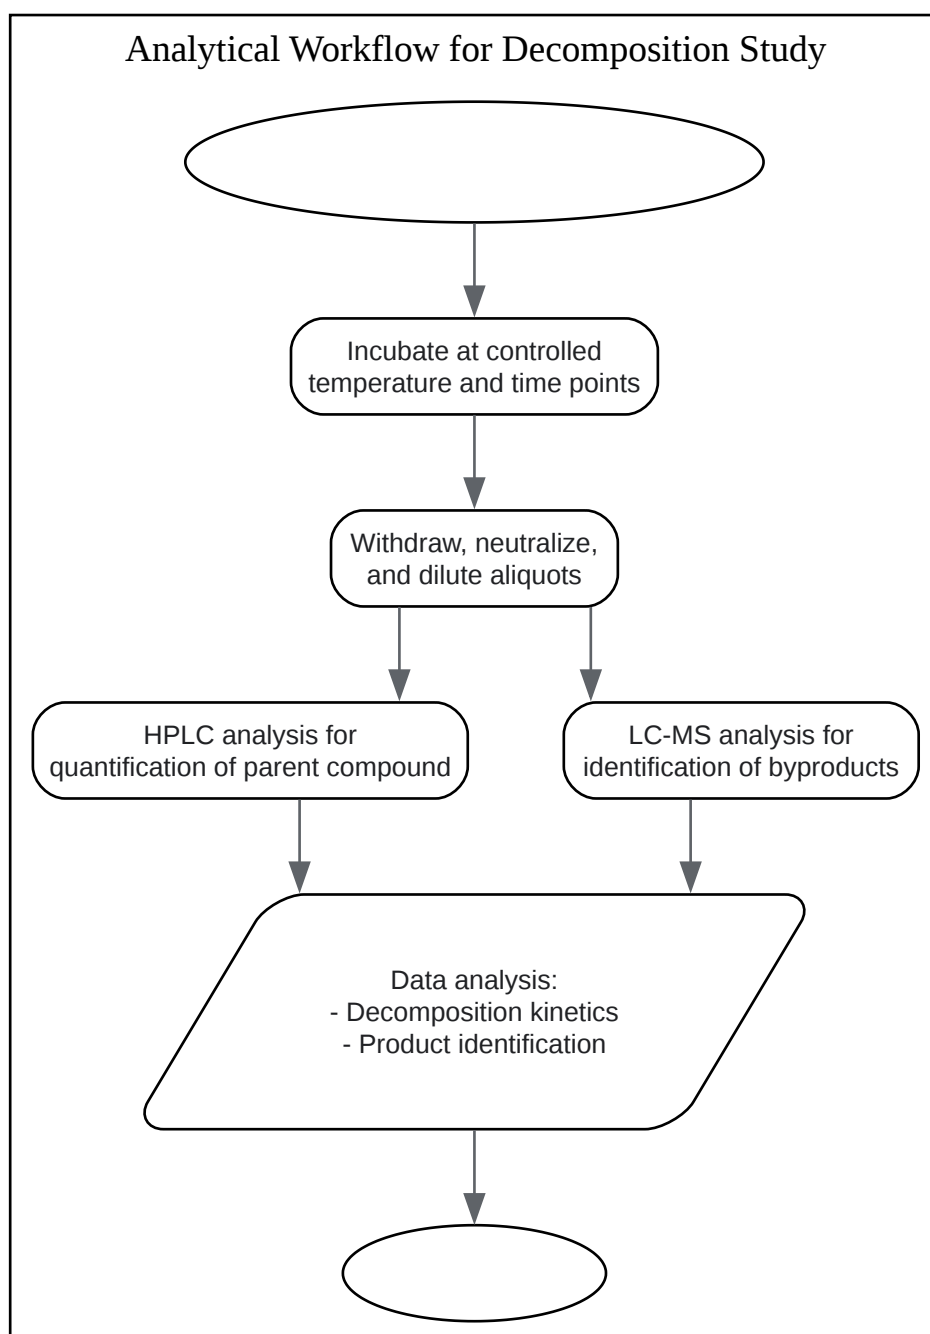 Analytical Workflow for Decomposition Study
Incubate at controlled
temperature and time points
Withdraw, neutralize,
and dilute aliquots
HPLC analysis for
quantification of parent compound
LC-MS analysis for
identification of byproducts
Data analysis:
- Decomposition kinetics
- Product identification